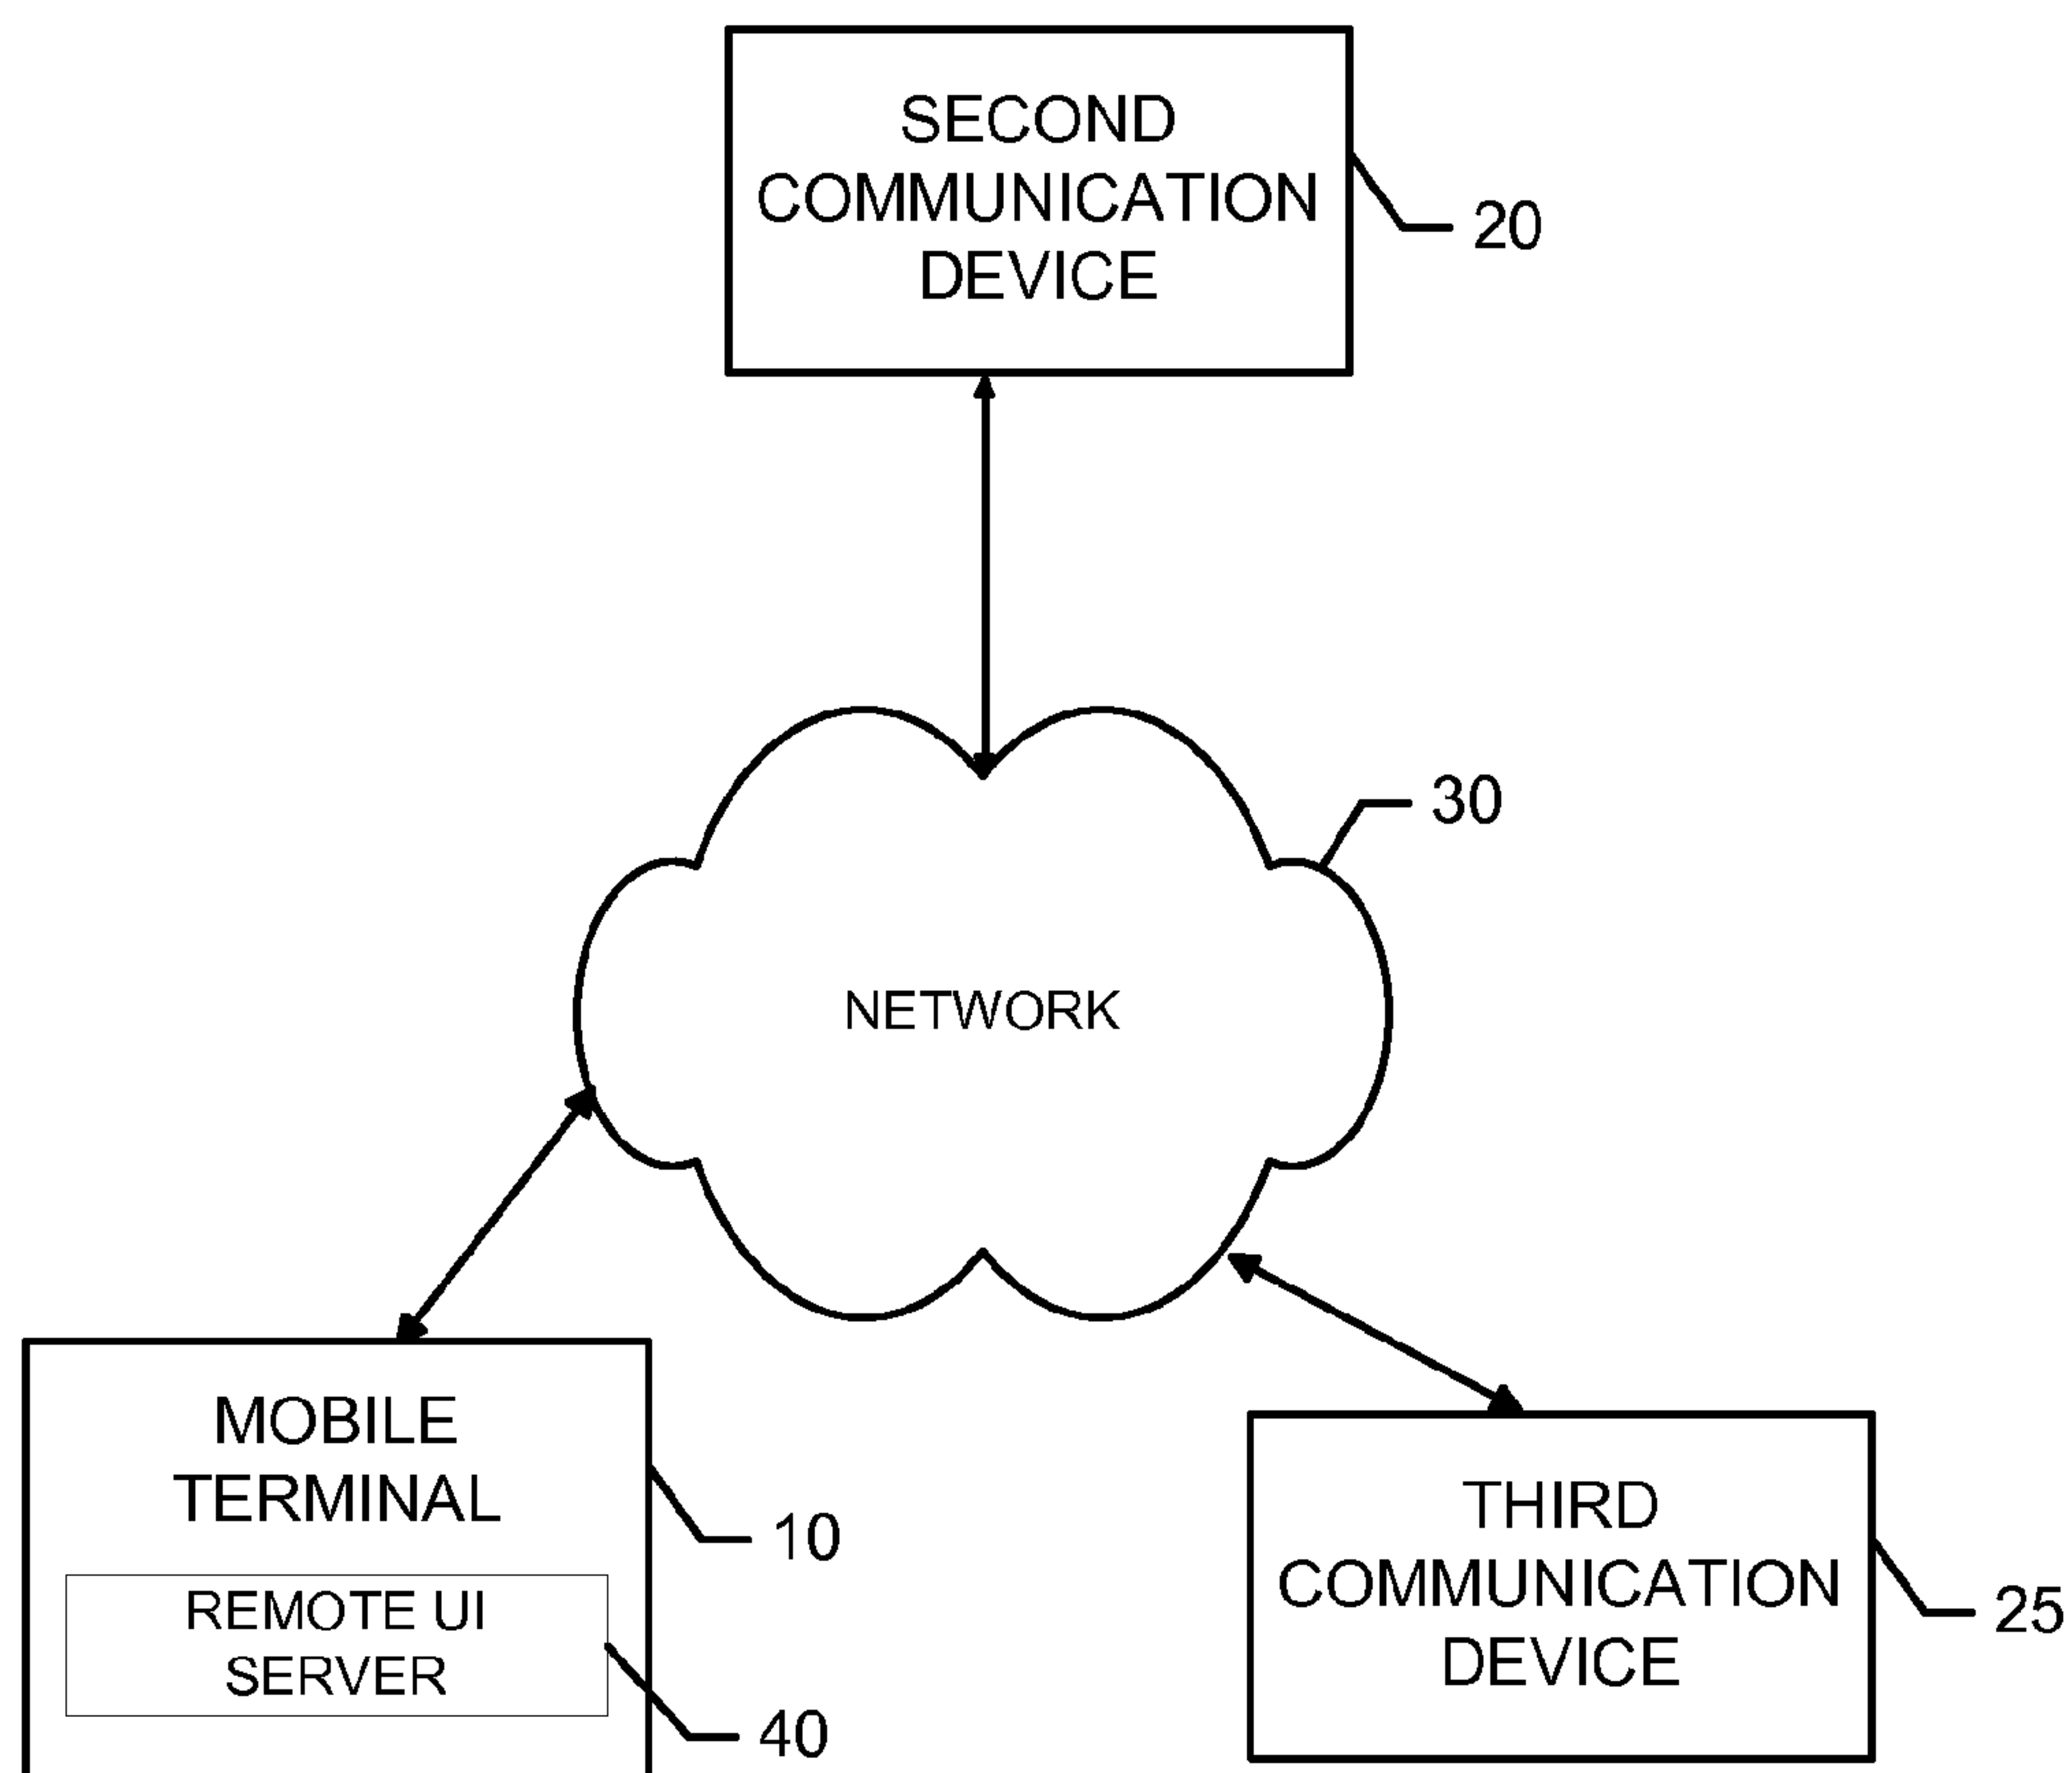 SECOND
COMMUNICATION
DEVICE
20
30
NETWORK
MOBILE
TERMINAL
10
REMOTE UI
SERVER
40
THIRD
COMMUNICATION
DEVICE
25